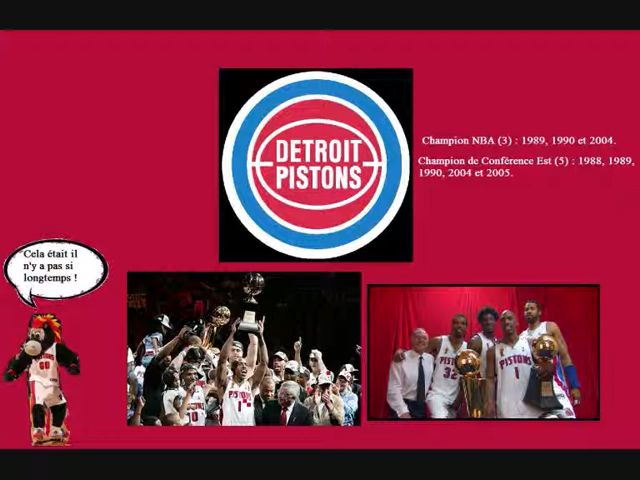 DETROIT
PISTONS
Champion NBA (3) : 1989, 1990 et 2004.
Champion de Conférence Est (5) : 1988, 1989,
1990, 2004 et 2005.
Cela était il
n'y a pas si
longtemps !
PISTONS
32
PISTONS
1